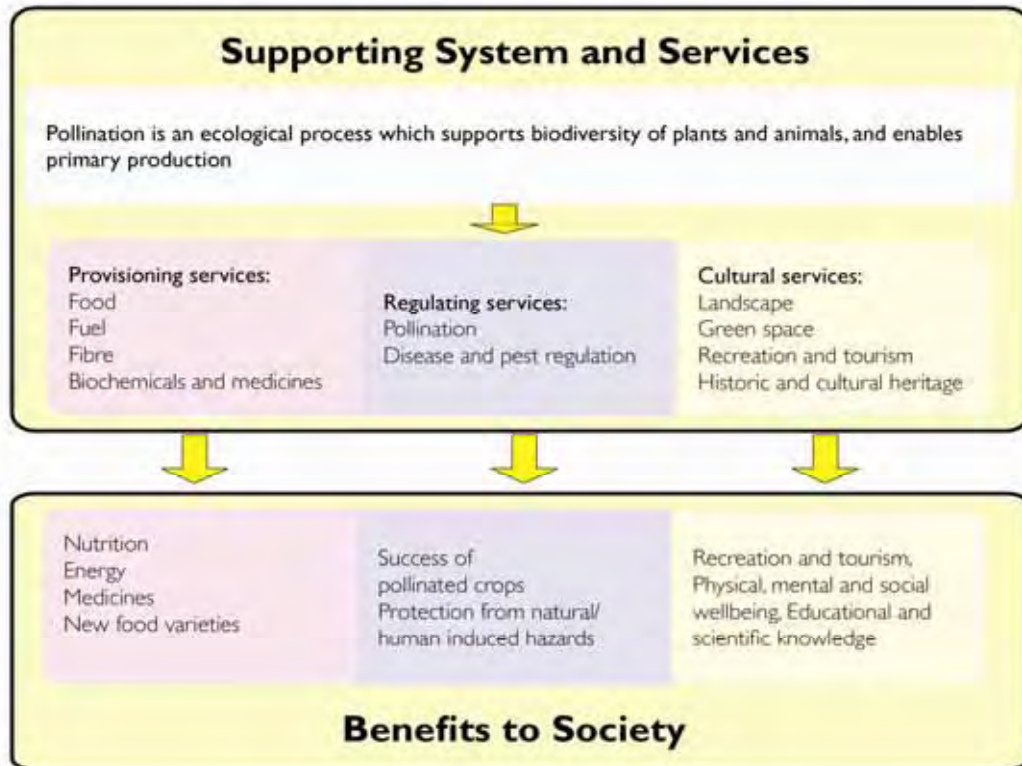 Supporting System and Services
Pollination is an ecological process which supports biodiversity of plants and animals, and enables
primary production
Provisioning services:
Food
Fuel
Fibre
Biochemicals and medicines
Regulating services:
Pollination
Disease and pest regulation
Cultural services:
Landscape
Green space
Recreation and tourism
Historic and cultural heritage
Nutrition
Energy
Medicines
New food varieties
Success of
pollinated crops
Protection from natural/
human induced hazards
Recreation and tourism,
Physical, mental and social
wellbeing, Educational and
scientific knowledge
Benefits to Society